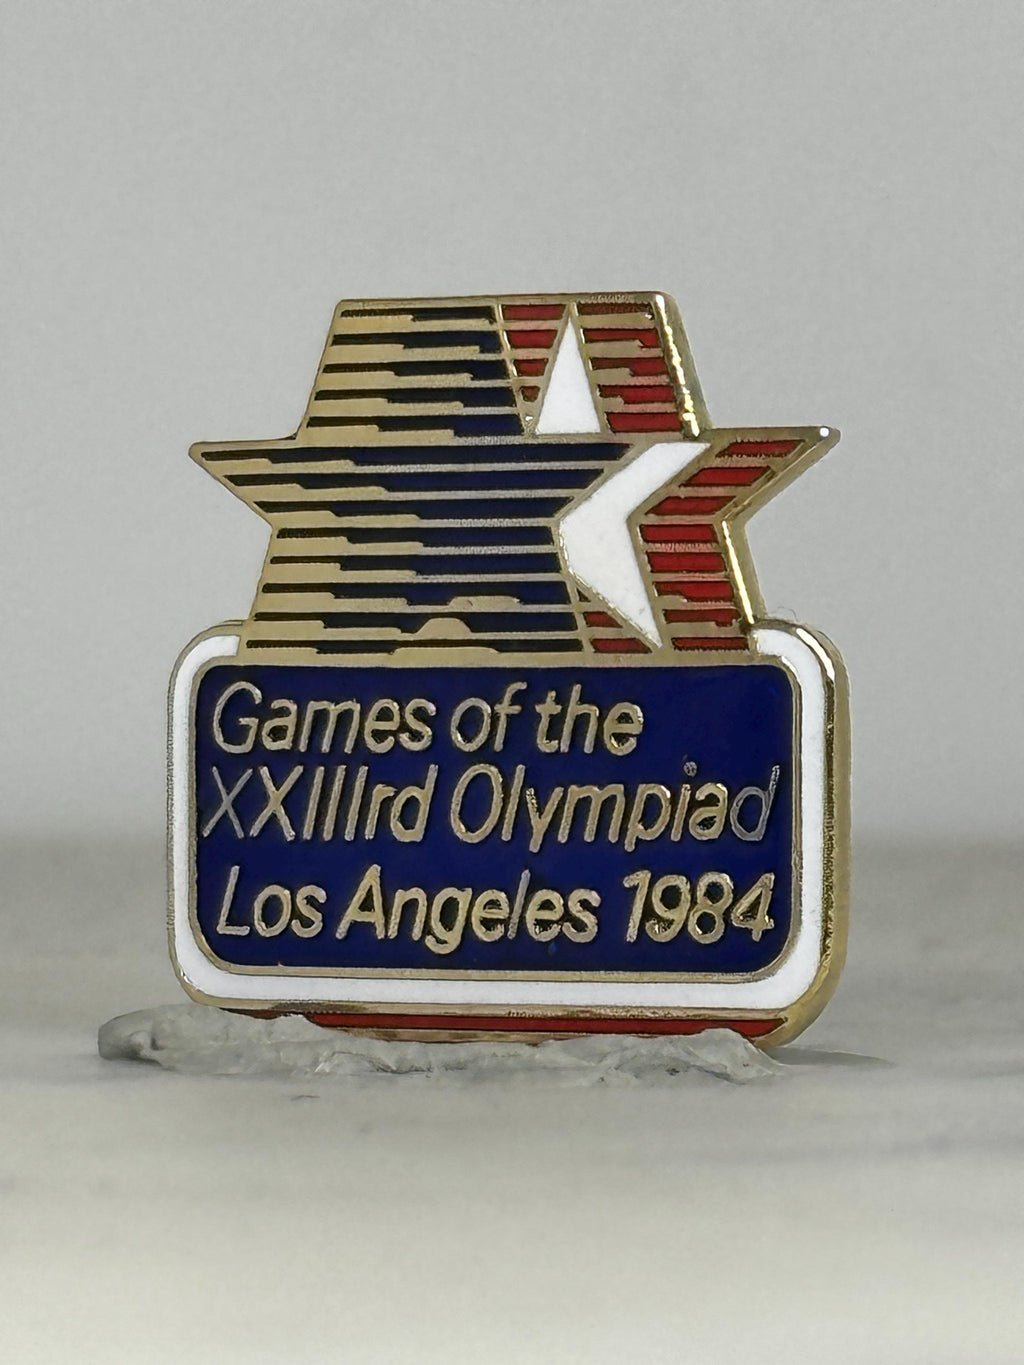 Games of the
XXIIIrd Olympiad
Los Angeles 1984